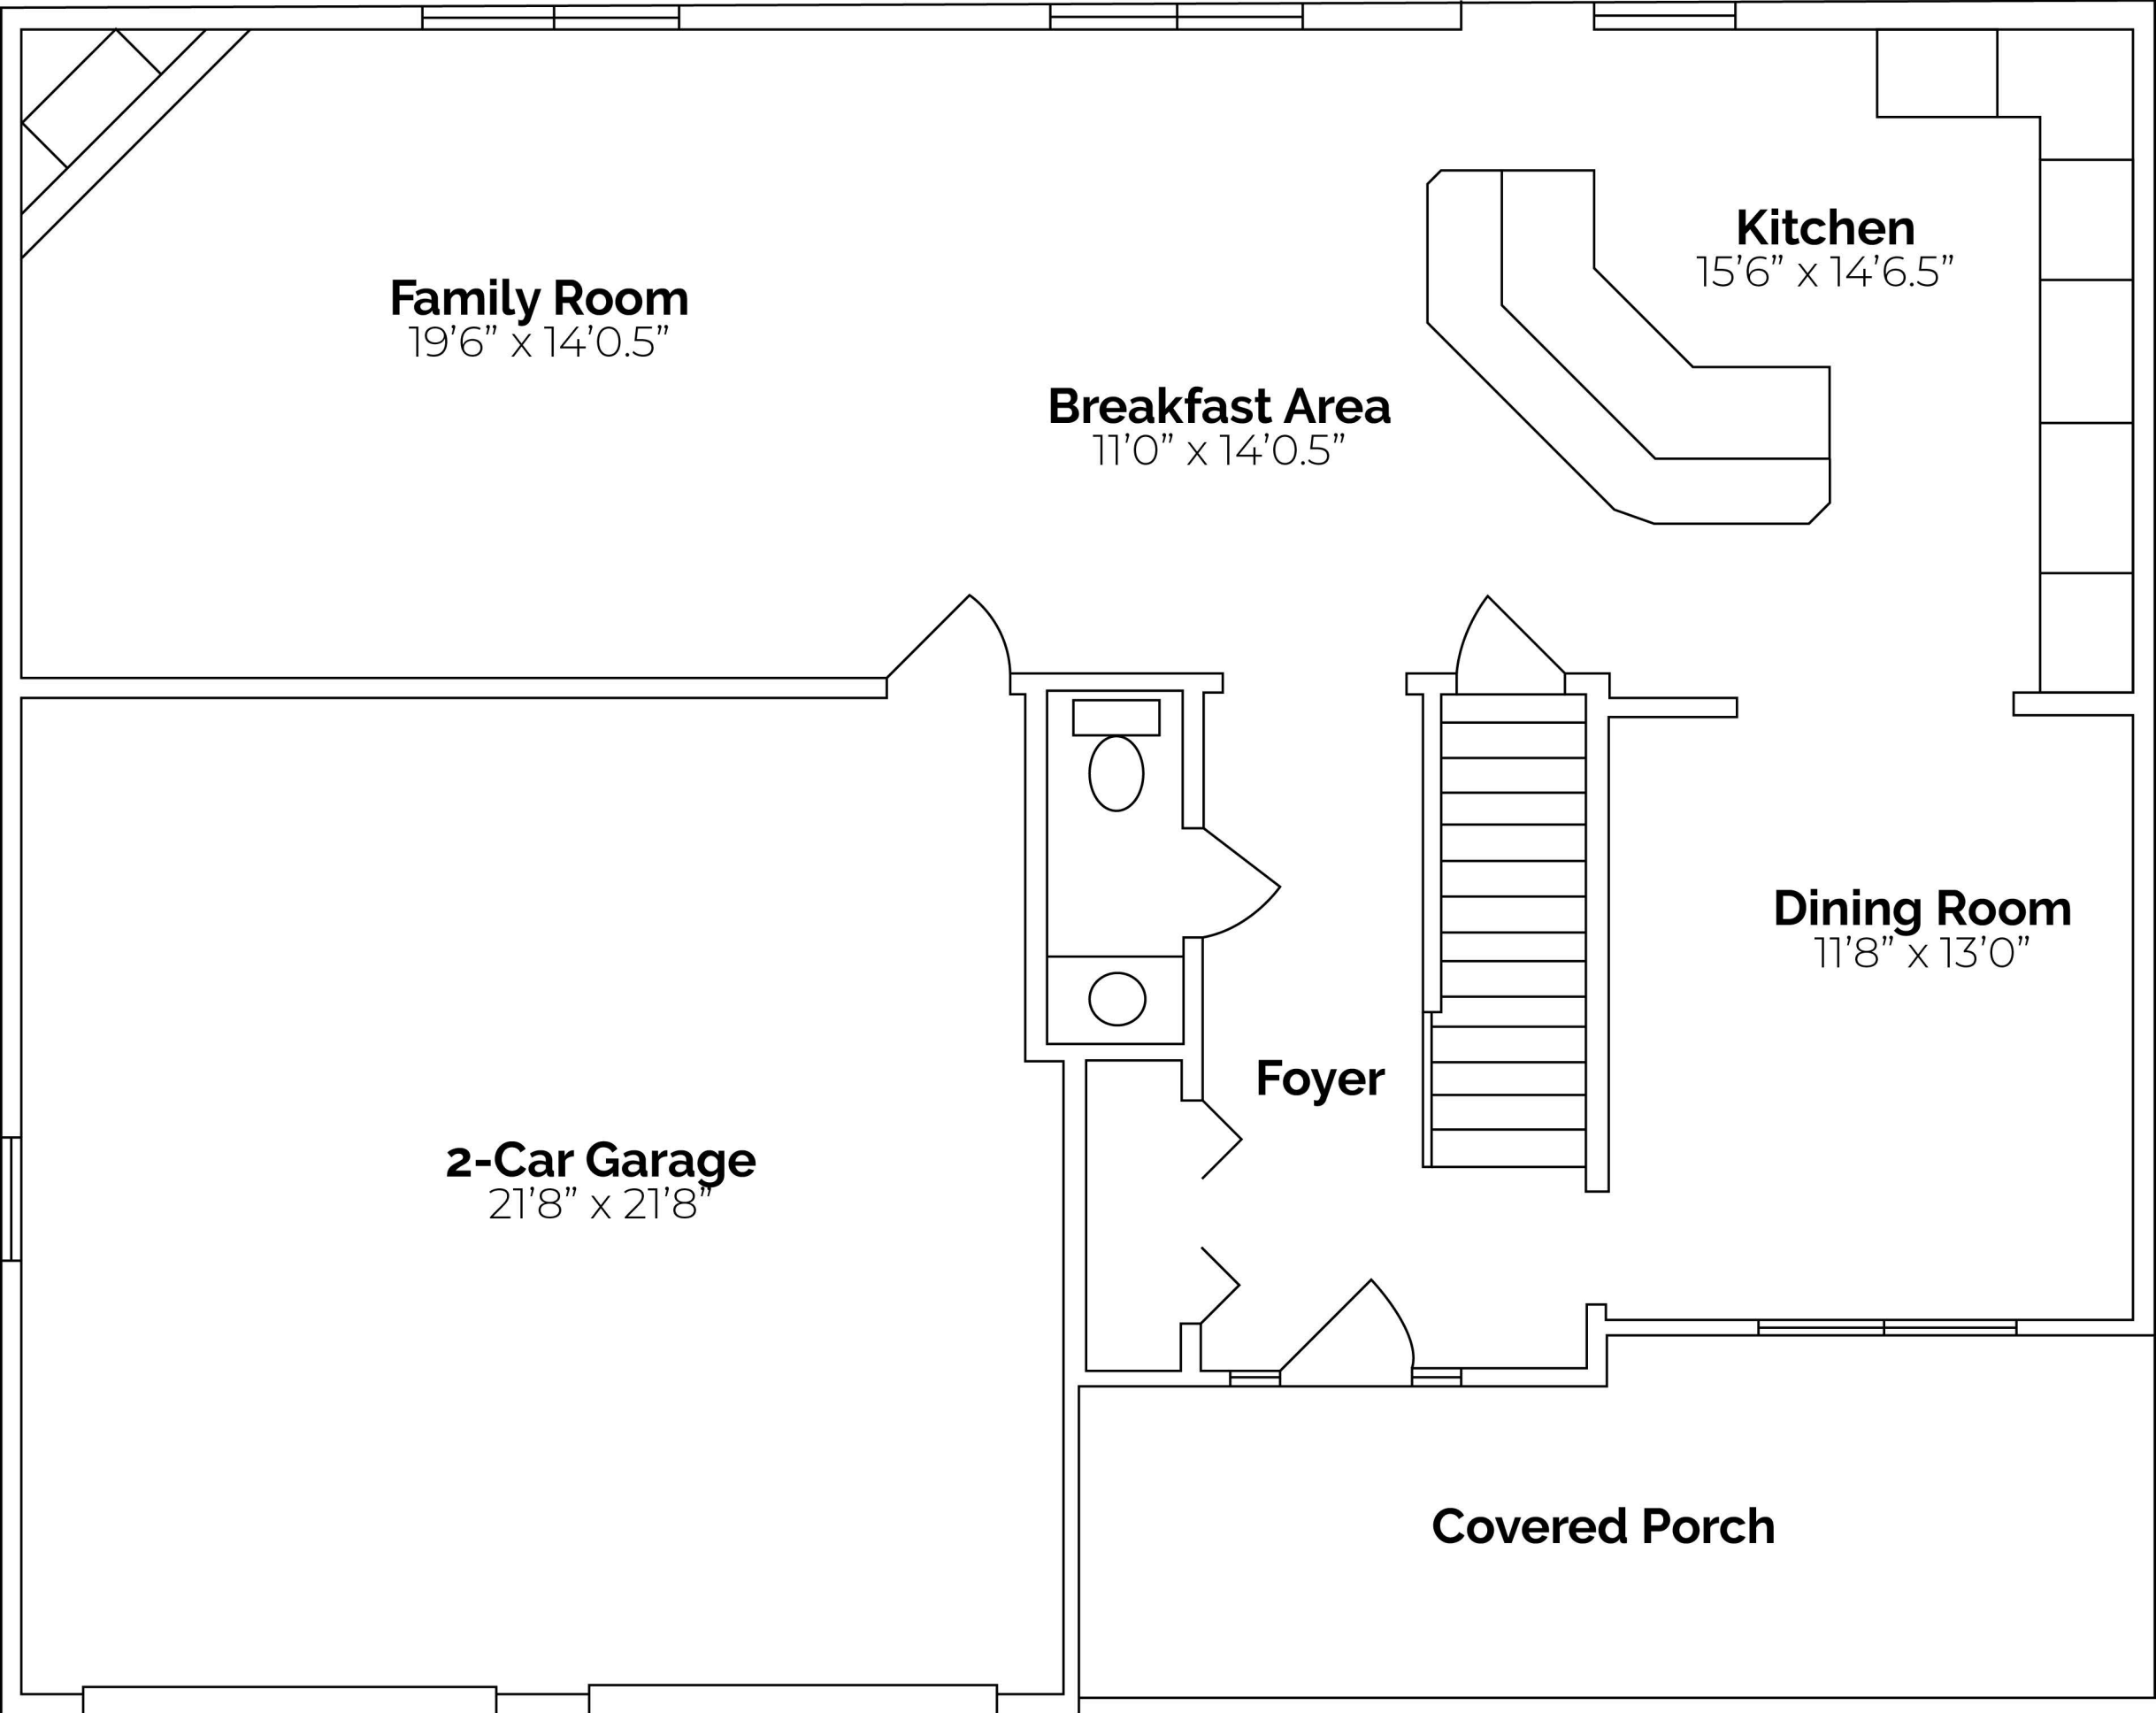 Kitchen
15’6” x 14’6.5”
Family Room
19’6” x 14’0.5”
Breakfast Area
11’0” x 14’0.5”
Dining Room
11’8” x 13’0”
Foyer
2-Car Garage
21’8” x 21’8”
Covered Porch